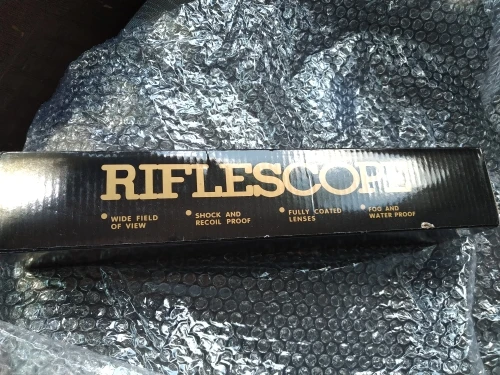 RIFLESCOPE
• WIDE FIELD
OF VIEW
• SHOCK AND
RECOIL PROOF
• FULLY COATED
LENSES
• FOG AND
WATER PROOF